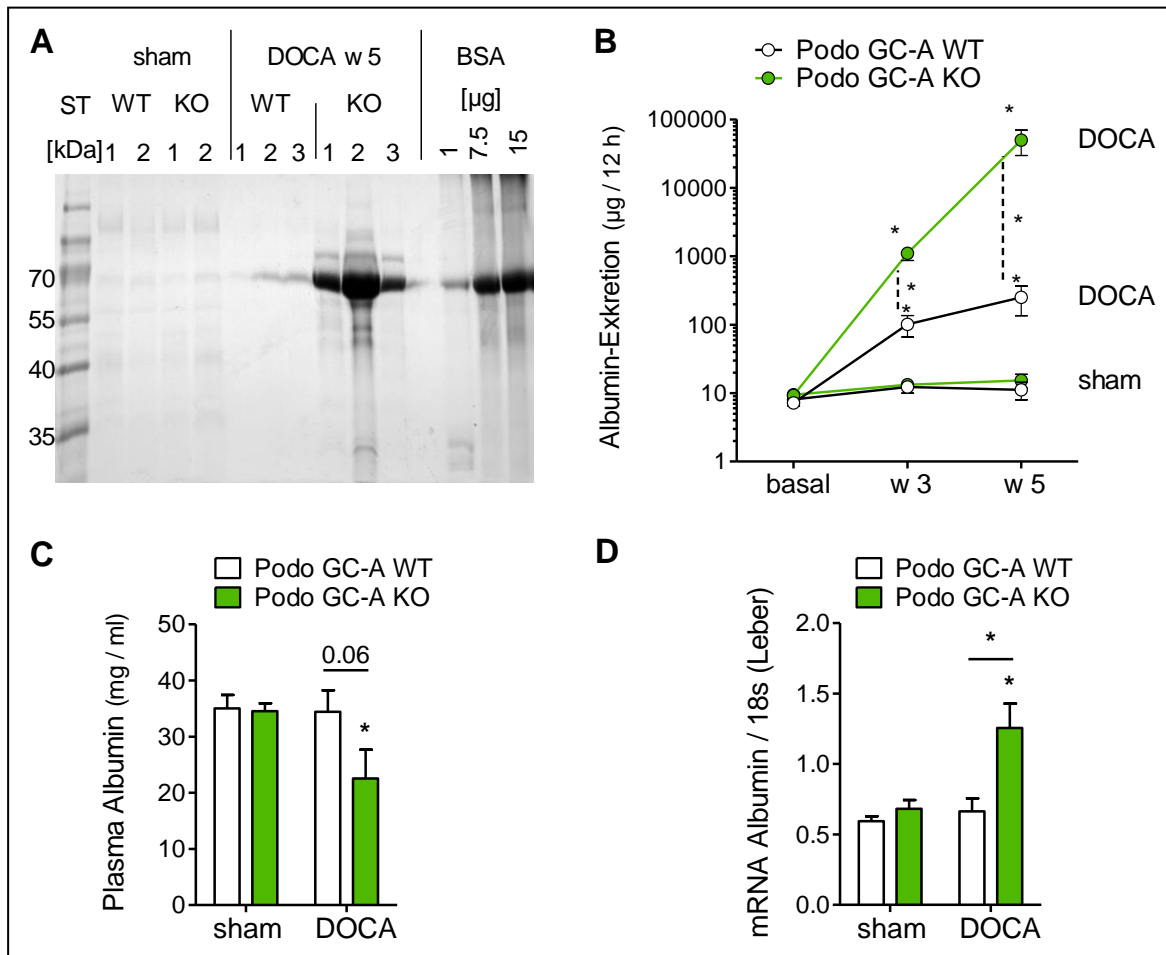 A
sham DOCA w 5 BSA
[µg]
ST WT KO WT KO
[kDa] 1 2 1 2 1 2 3 1 2 3 1 7.5 15
70
55
40
35
B
Podo GC-A WT
Podo GC-A KO
Albumin-Exkretion (µg / 12 h)
100000
10000
1000
100
10
1
* * * * * *
DOCA
DOCA
sham
basal w 3 w 5
C
Podo GC-A WT
Podo GC-A KO
Plasma Albumin (mg / ml)
50
40
30
20
10
0
0.06
*
sham DOCA
D
Podo GC-A WT
Podo GC-A KO
mRNA Albumin / 18s (Leber)
2.0
1.5
1.0
0.5
0.0
*
*
sham DOCA